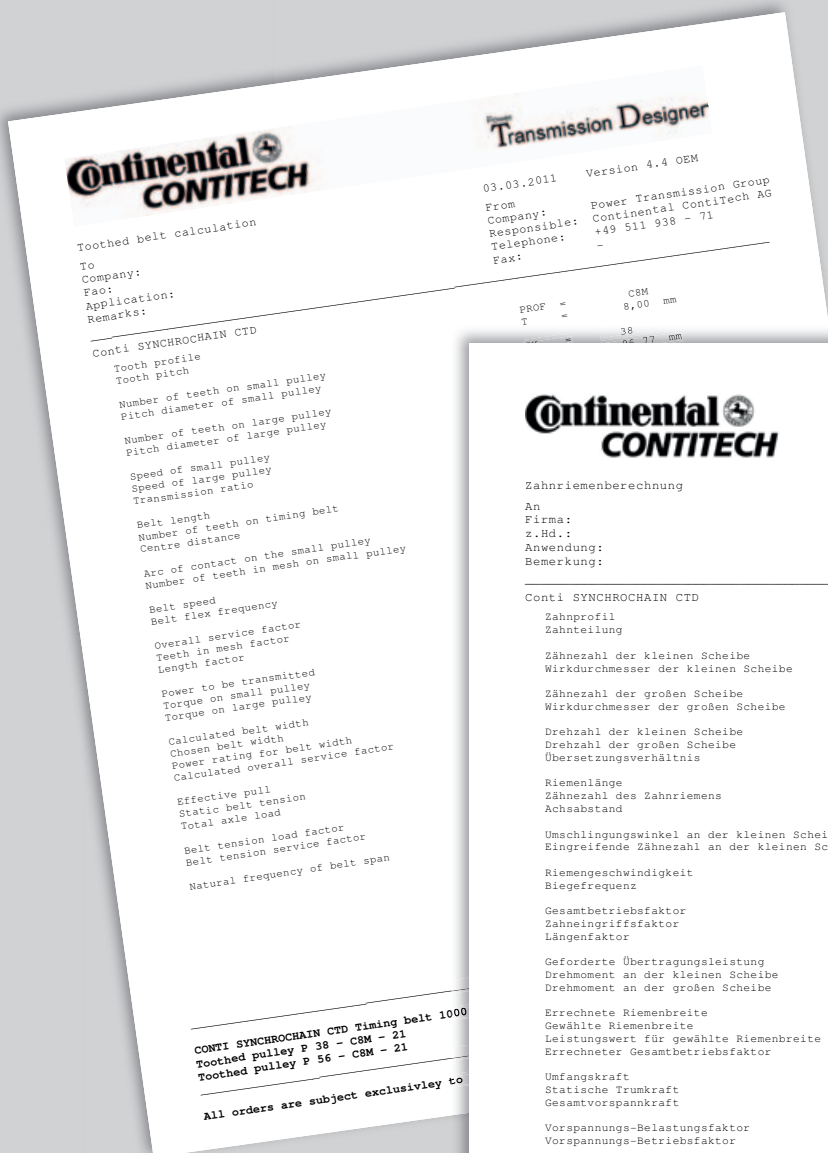 Continental
CONTITECH
Power
Transmission Designer
03.03.2011 Version 4.4 OEM
From
Company: Power Transmission Group
Responsible: Continental ContiTech AG
Telephone: +49 511 938 - 71
Fax: -
Toothed belt calculation
To
Company:
Fao:
Application:
Remarks:
Conti SYNCHROCHAIN CTD
Tooth profile PROF = C8M
Tooth pitch T = 8,00 mm
Number of teeth on small pulley = 38
Pitch diameter of small pulley mm
Number of teeth on large pulley
Pitch diameter of large pulley
Speed of small pulley
Speed of large pulley
Transmission ratio
Belt length
Number of teeth on timing belt
Centre distance
Arc of contact on the small pulley
Number of teeth in mesh on small pulley
Belt speed
Belt flex frequency
Overall service factor
Teeth in mesh factor
Length factor
Power to be transmitted
Torque on small pulley
Torque on large pulley
Calculated belt width
Chosen belt width
Power rating for belt width
Calculated overall service factor
Effective pull
Static belt tension
Total axle load
Belt tension load factor
Belt tension service factor
Natural frequency of belt span
CONTI SYNCHROCHAIN CTD Timing belt 1000
Toothed pulley P 38 - C8M - 21
Toothed pulley P 56 - C8M - 21
All orders are subject exclusivley to
Continental
CONTITECH
Zahnriemenberechnung
An
Firma:
z.Hd.:
Anwendung:
Bemerkung:
Conti SYNCHROCHAIN CTD
Zahnprofil
Zahnteilung
Zähnezahl der kleinen Scheibe
Wirkdurchmesser der kleinen Scheibe
Zähnezahl der großen Scheibe
Wirkdurchmesser der großen Scheibe
Drehzahl der kleinen Scheibe
Drehzahl der großen Scheibe
Übersetzungsverhältnis
Riemenlänge
Zähnezahl des Zahnriemens
Achsabstand
Umschlingungswinkel an der kleinen Schei
Eingreifende Zähnezahl an der kleinen Sc
Riemengeschwindigkeit
Biegefrequenz
Gesamtbetriebsfaktor
Zahneingriffsfaktor
Längenfaktor
Geforderte Übertragungsleistung
Drehmoment an der kleinen Scheibe
Drehmoment an der großen Scheibe
Errechnete Riemenbreite
Gewählte Riemenbreite
Leistungswert für gewählte Riemenbreite
Errechneter Gesamtbetriebsfaktor
Umfangskraft
Statische Trumkraft
Gesamtvorspannkraft
Vorspannungs-Belastungsfaktor
Vorspannungs-Betriebsfaktor